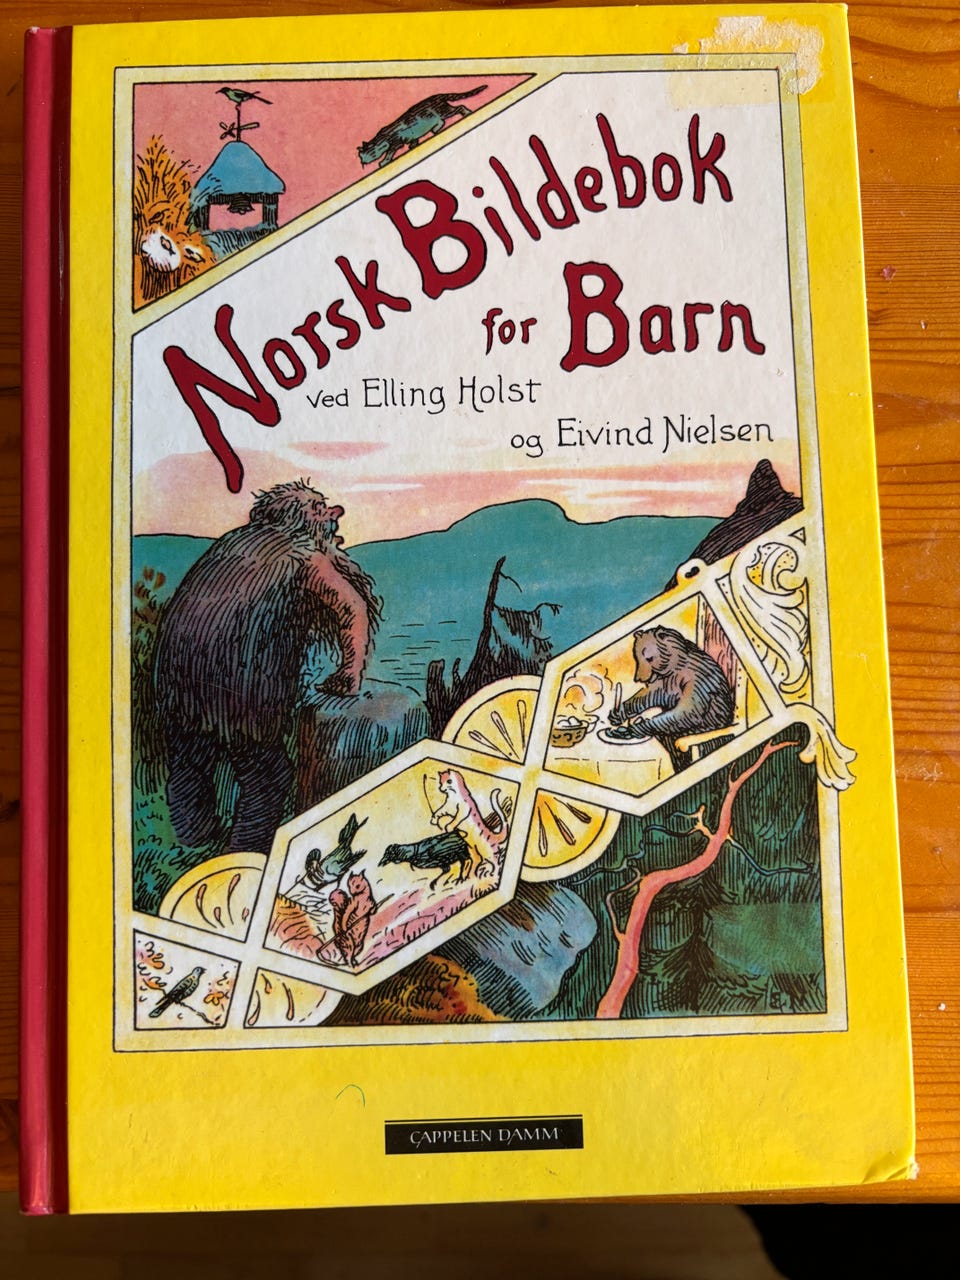 Norsk Bildebok
for Barn
ved Elling Holst
og Eivind Nielsen
CAPPELEN DAMM